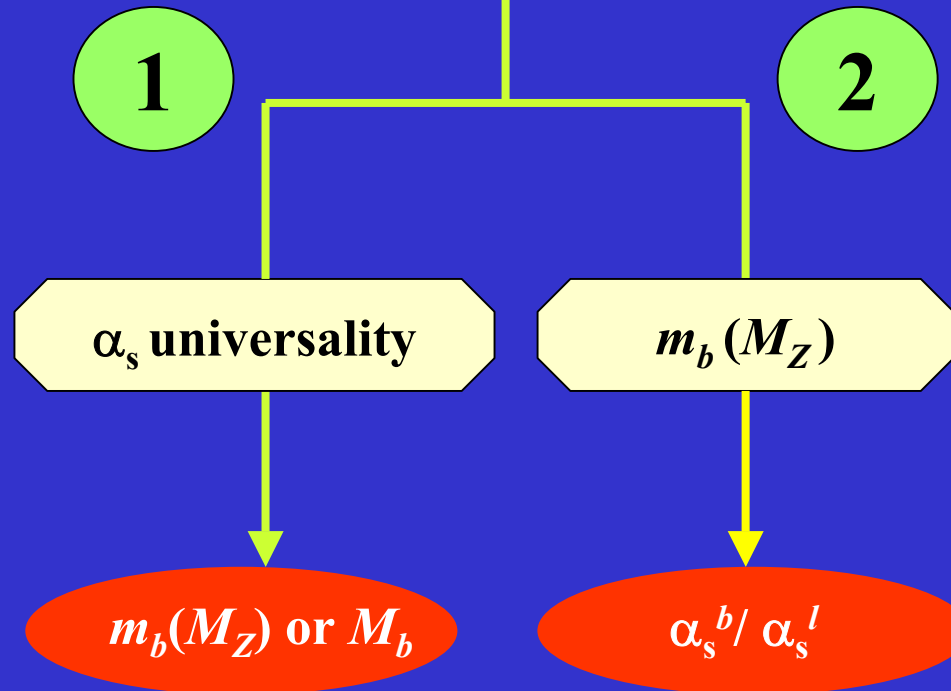 1
2
αs universality
mb (MZ)
mb(MZ) or Mb
αsb/ αsl